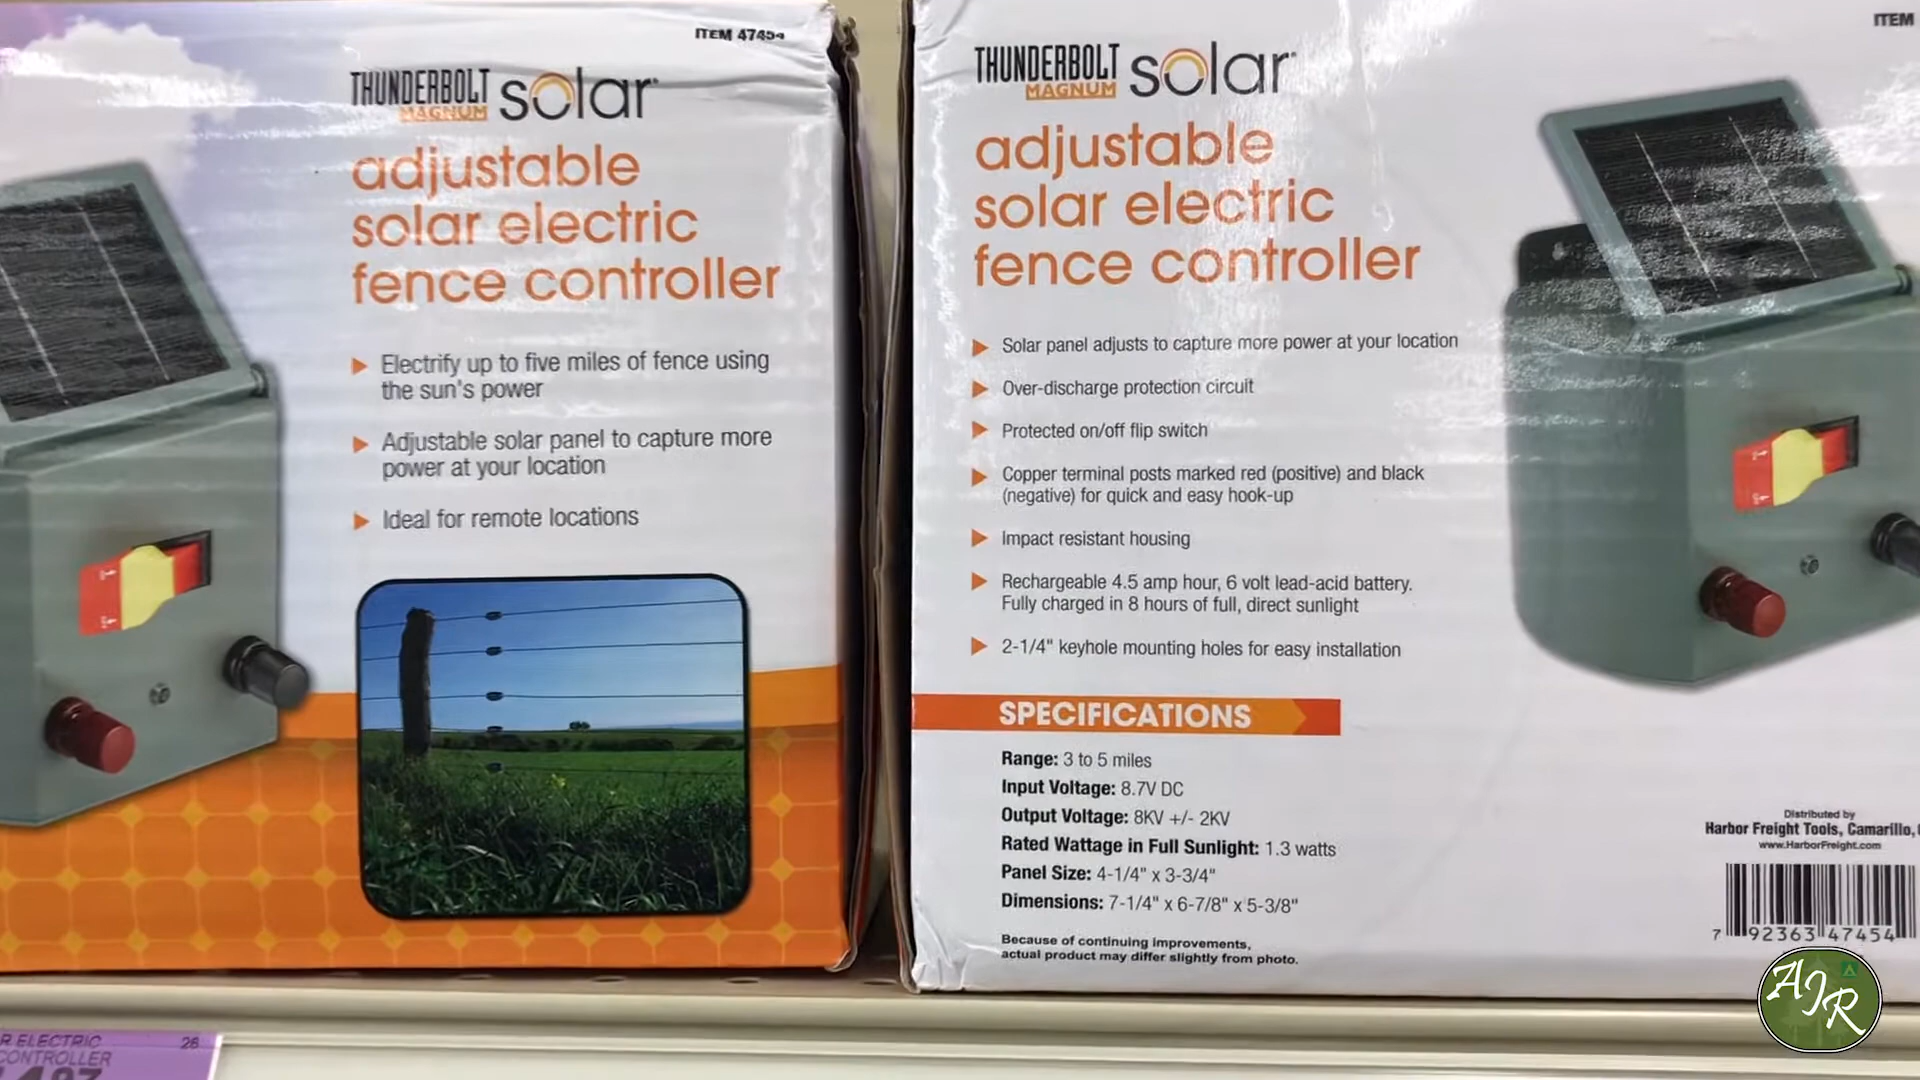 ITEM 47454
THUNDERBOLT
MAGNUM
solar
adjustable
solar electric
fence controller
Electrify up to five miles of fence using
the sun's power
Adjustable solar panel to capture more
power at your location
Ideal for remote locations
ITEM
THUNDERBOLT
MAGNUM
solar
adjustable
solar electric
fence controller
Solar panel adjusts to capture more power at your location
Over-discharge protection circuit
Protected on/off flip switch
Copper terminal posts marked red (positive) and black
(negative) for quick and easy hook-up
Impact resistant housing
Rechargeable 4.5 amp hour, 6 volt lead-acid battery.
Fully charged in 8 hours of full, direct sunlight
2-1/4" keyhole mounting holes for easy installation
SPECIFICATIONS
Range: 3 to 5 miles
Input Voltage: 8.7V DC
Output Voltage: 8KV +/- 2KV
Rated Wattage in Full Sunlight: 1.3 watts
Panel Size: 4-1/4" x 3-3/4"
Dimensions: 7-1/4" x 6-7/8" x 5-3/8"
Because of continuing improvements,
actual product may differ slightly from photo.
Distributed by
Harbor Freight Tools, Camarillo,
www.HarborFreight.com
7 92363 47454
AJR
R ELECTRIC 26
CONTROLLER